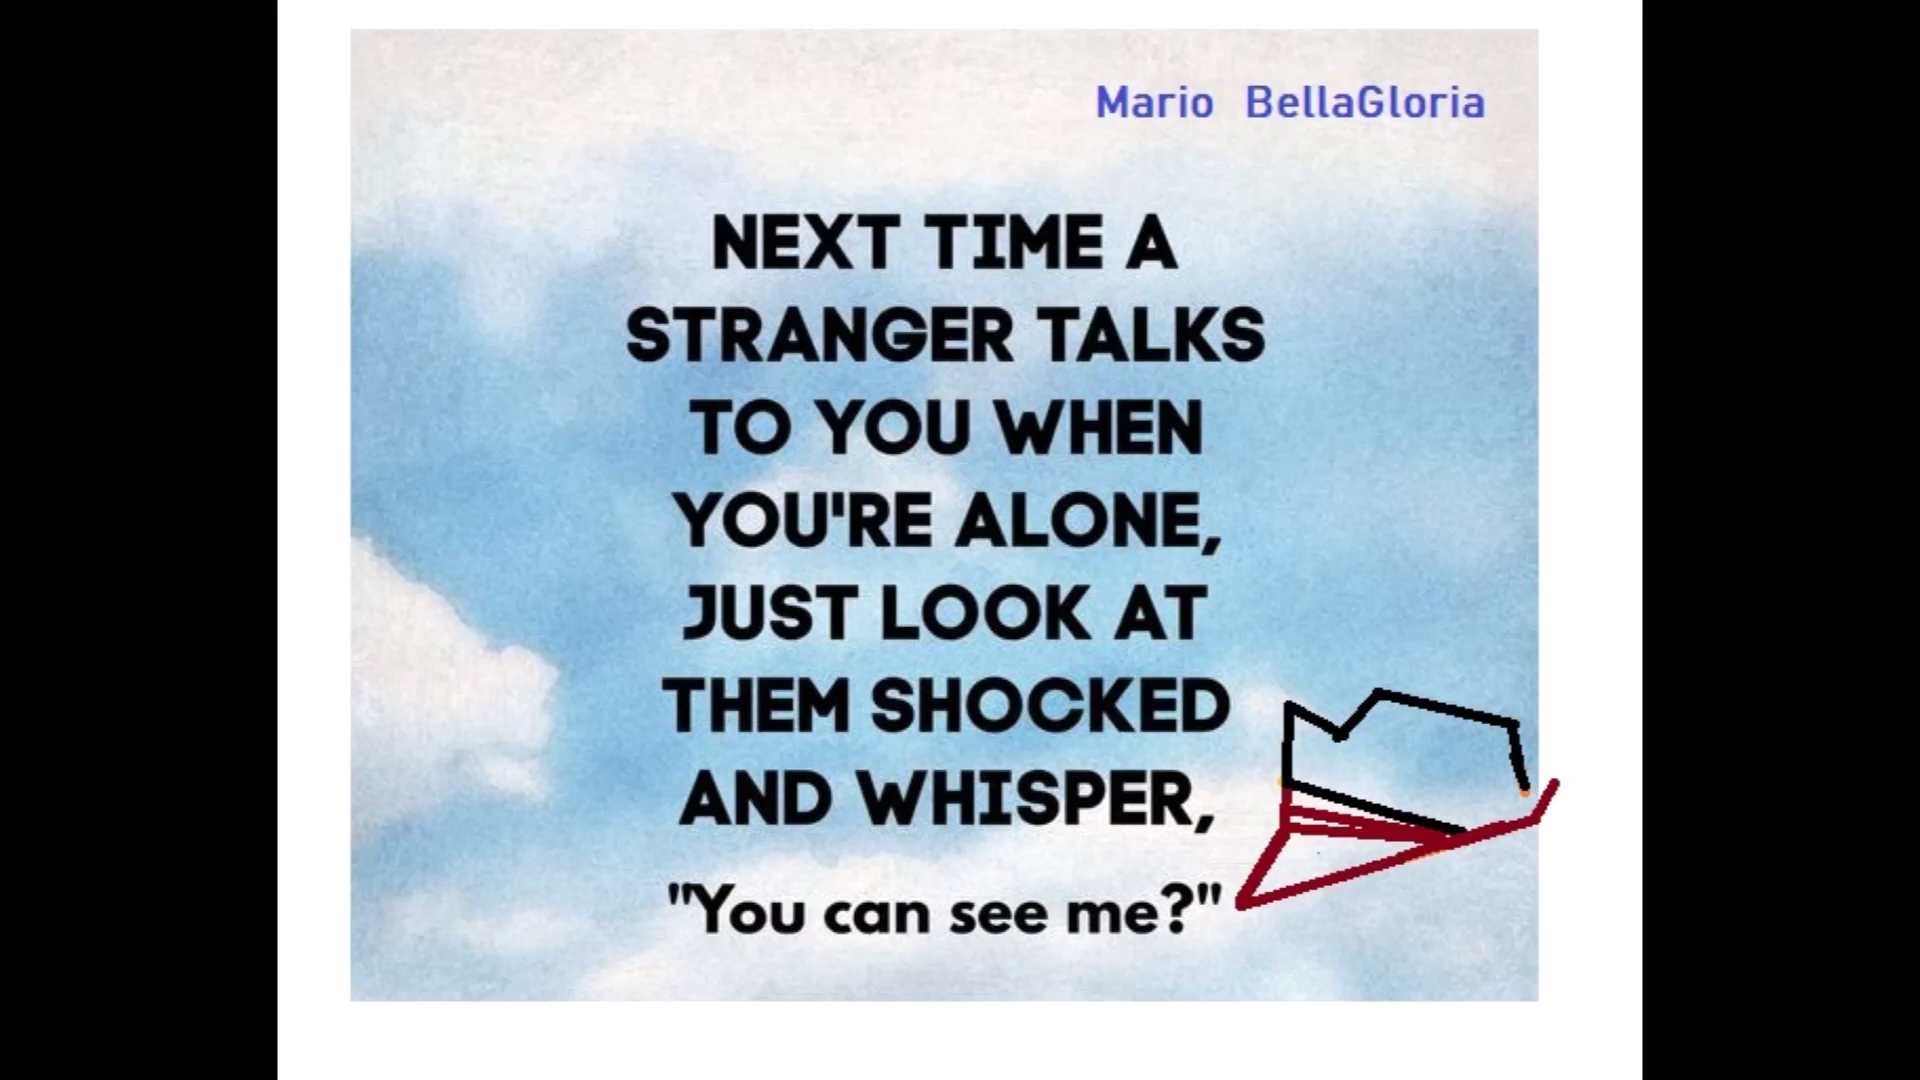 Mario BellaGloria
NEXT TIME A
STRANGER TALKS
TO YOU WHEN
YOU'RE ALONE,
JUST LOOK AT
THEM SHOCKED
AND WHISPER,
"You can see me?"